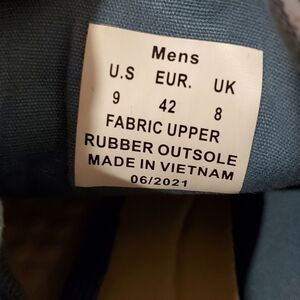 Mens
U.S EUR. UK
9 42 8
FABRIC UPPER
RUBBER OUTSOLE
MADE IN VIETNAM
06/2021